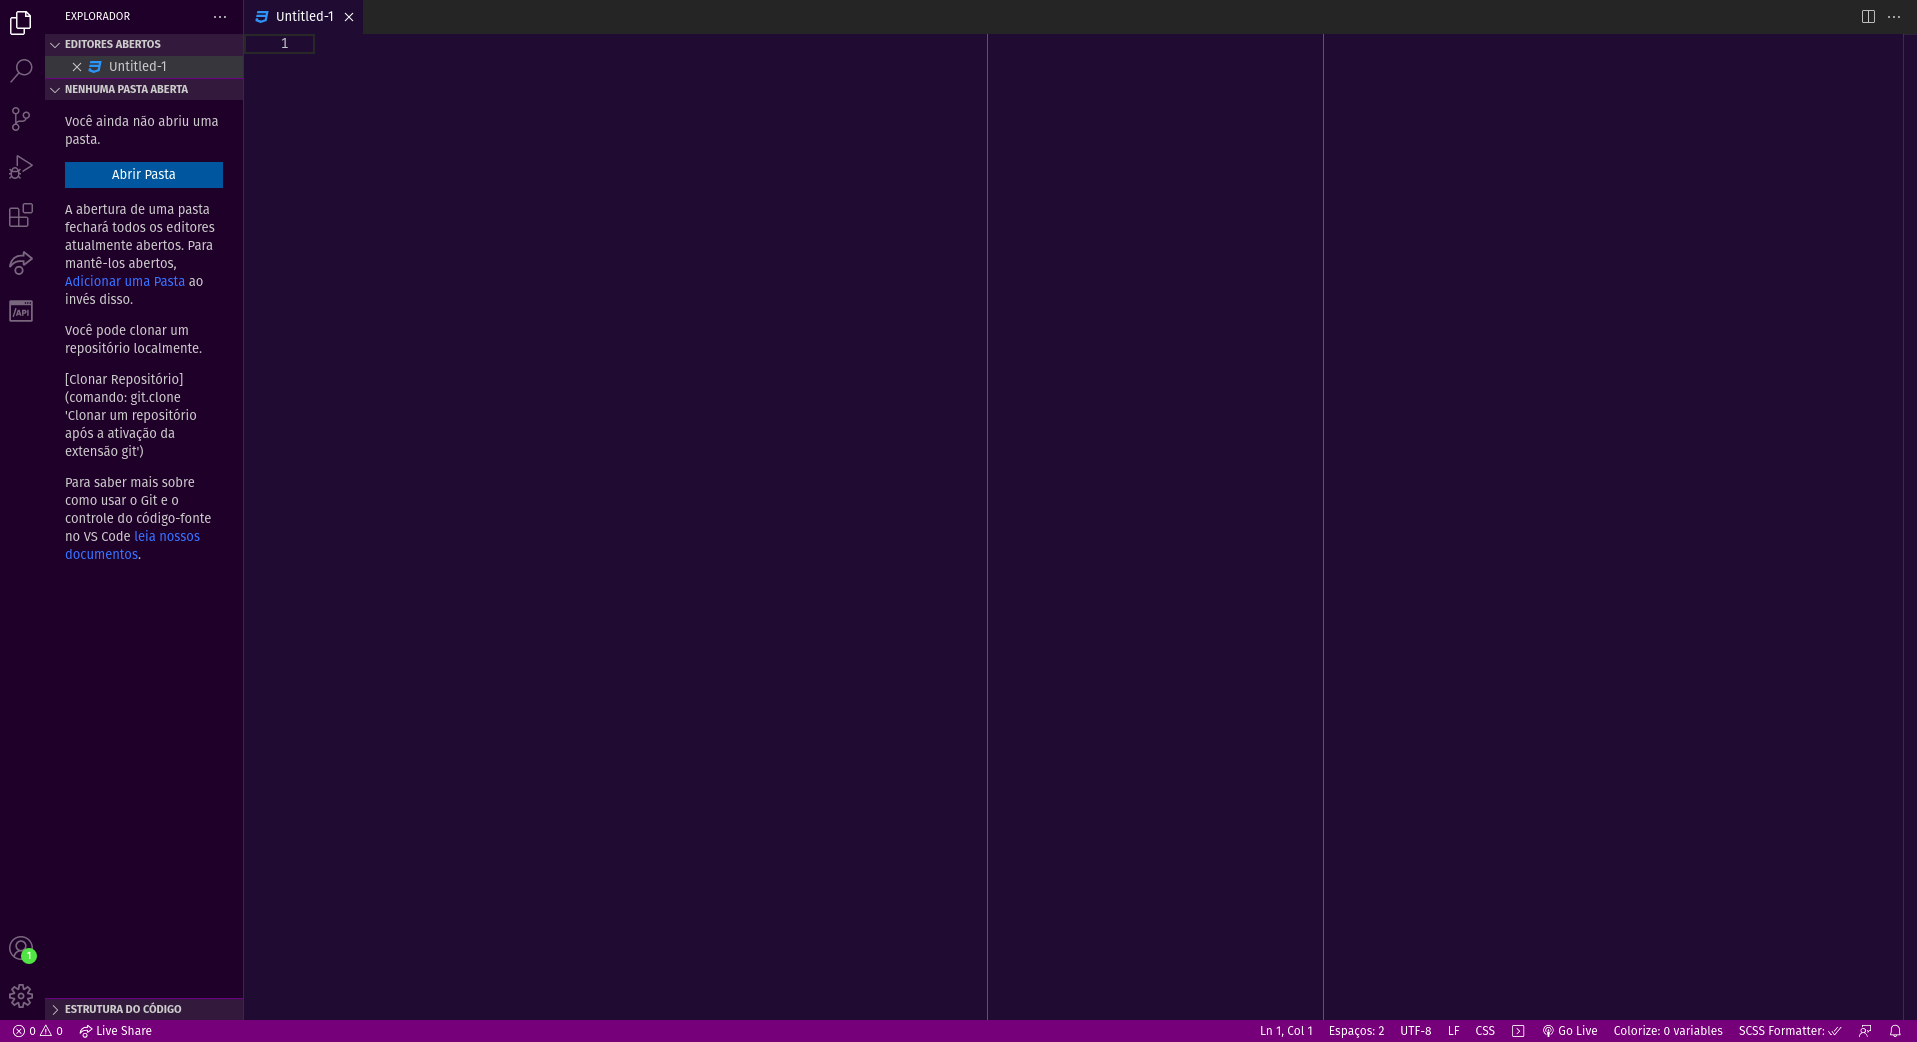 EXPLORADOR
Untitled-1
EDITORES ABERTOS
Untitled-1
NENHUMA PASTA ABERTA
Você ainda não abriu uma
pasta.
Abrir Pasta
A abertura de uma pasta
fechará todos os editores
atualmente abertos. Para
mantê-los abertos,
Adicionar uma Pasta ao
invés disso.
Você pode clonar um
repositório localmente.
[Clonar Repositório]
(comando: git.clone
'Clonar um repositório
após a ativação da
extensão git')
Para saber mais sobre
como usar o Git e o
controle do código-fonte
no VS Code leia nossos
documentos.
1
/API
1
ESTRUTURA DO CÓDIGO
0 0 Live Share Ln 1, Col 1 Espaços: 2 UTF-8 LF CSS Go Live Colorize: 0 variables SCSS Formatter: